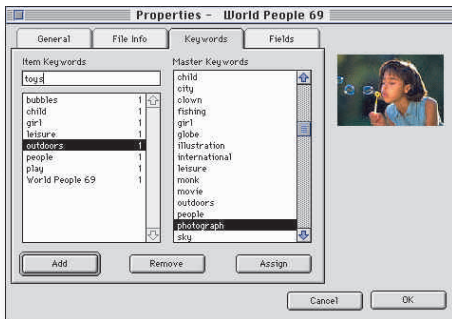 Properties - World People 69
General File Info Keywords Fields
Item Keywords
toys
bubbles 1
child 1
girl 1
leisure 1
outdoors 1
people 1
play 1
World People 69 1
Master Keywords
child
city
clown
fishing
girl
globe
illustration
international
leisure
monk
movie
outdoors
people
photograph
sky
Add Remove Assign
Cancel OK